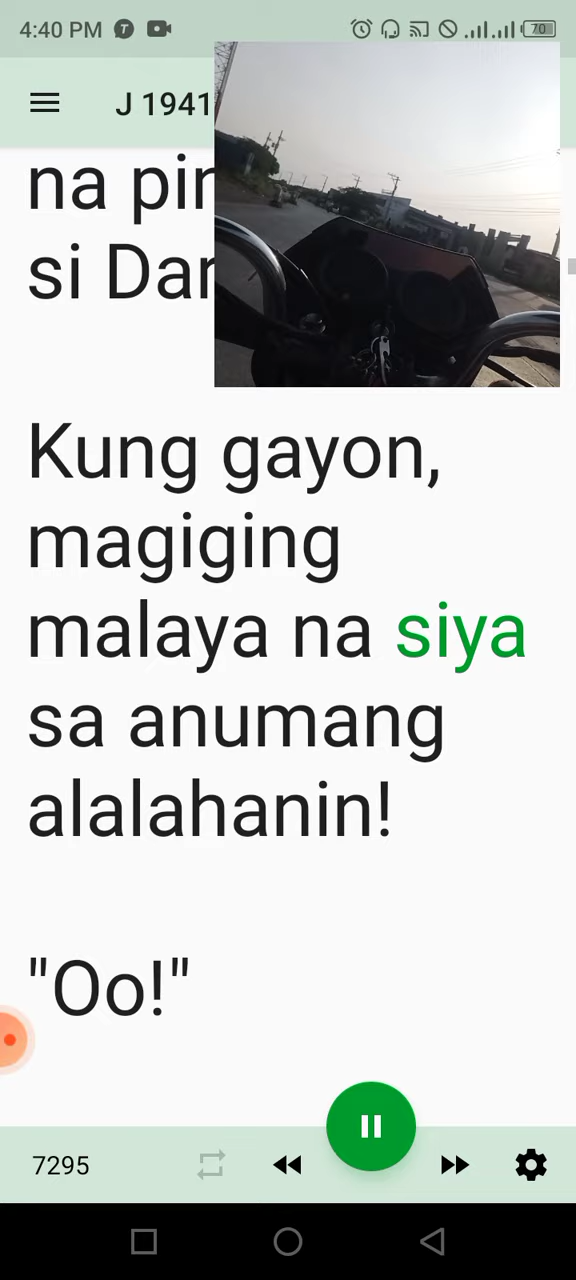 4:40 PM
70
J 1941
na pin
si Dar
Kung gayon,
magiging
malaya na siya
sa anumang
alalahanin!
"Oo!"
7295